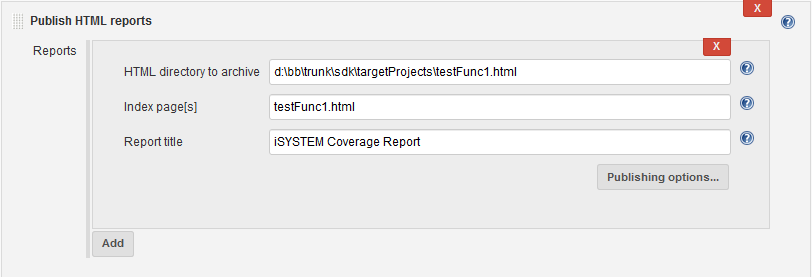 X
Publish HTML reports ?
Reports X
HTML directory to archive d:\bb\trunk\sdk\targetProjects\testFunc1.html ?
Index page[s] testFunc1.html ?
Report title iSYSTEM Coverage Report ?
Publishing options...
Add